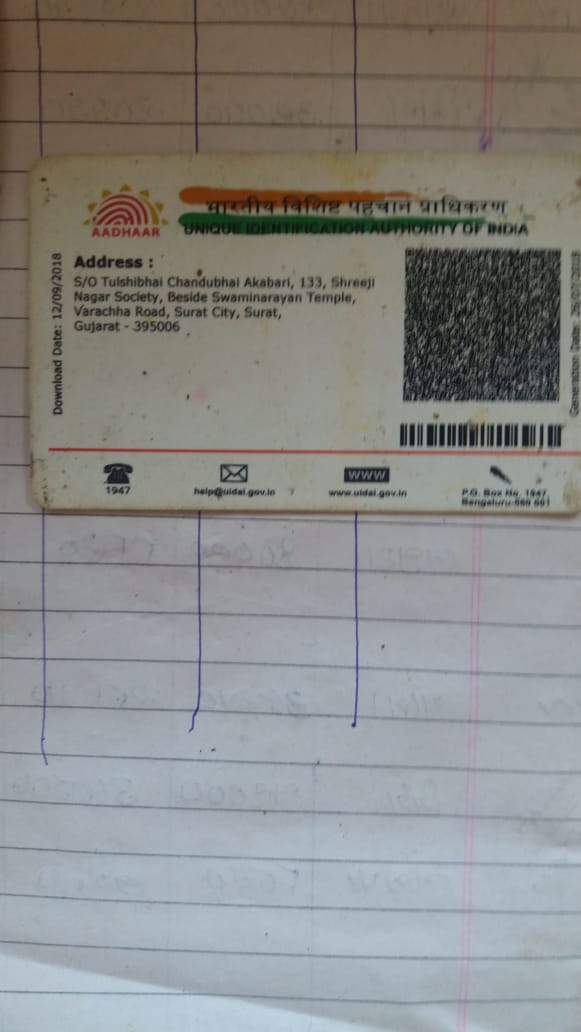 भारतीय विशिष्ट पहचान प्राधिकरण
AADHAAR
UNIQUE IDENTIFICATION AUTHORITY OF INDIA
Address :
S/O Tulshibhai Chandubhai Akabari, 133, Shreeji
Nagar Society, Beside Swaminarayan Temple,
Varachha Road, Surat City, Surat,
Gujarat - 395006
Download Date: 12/09/2018
Generation Date: 26/07/2018
1947
help@uidai.gov.in
WWW
www.uidai.gov.in
P.O. Box No. 1947,
Bengaluru-560 001